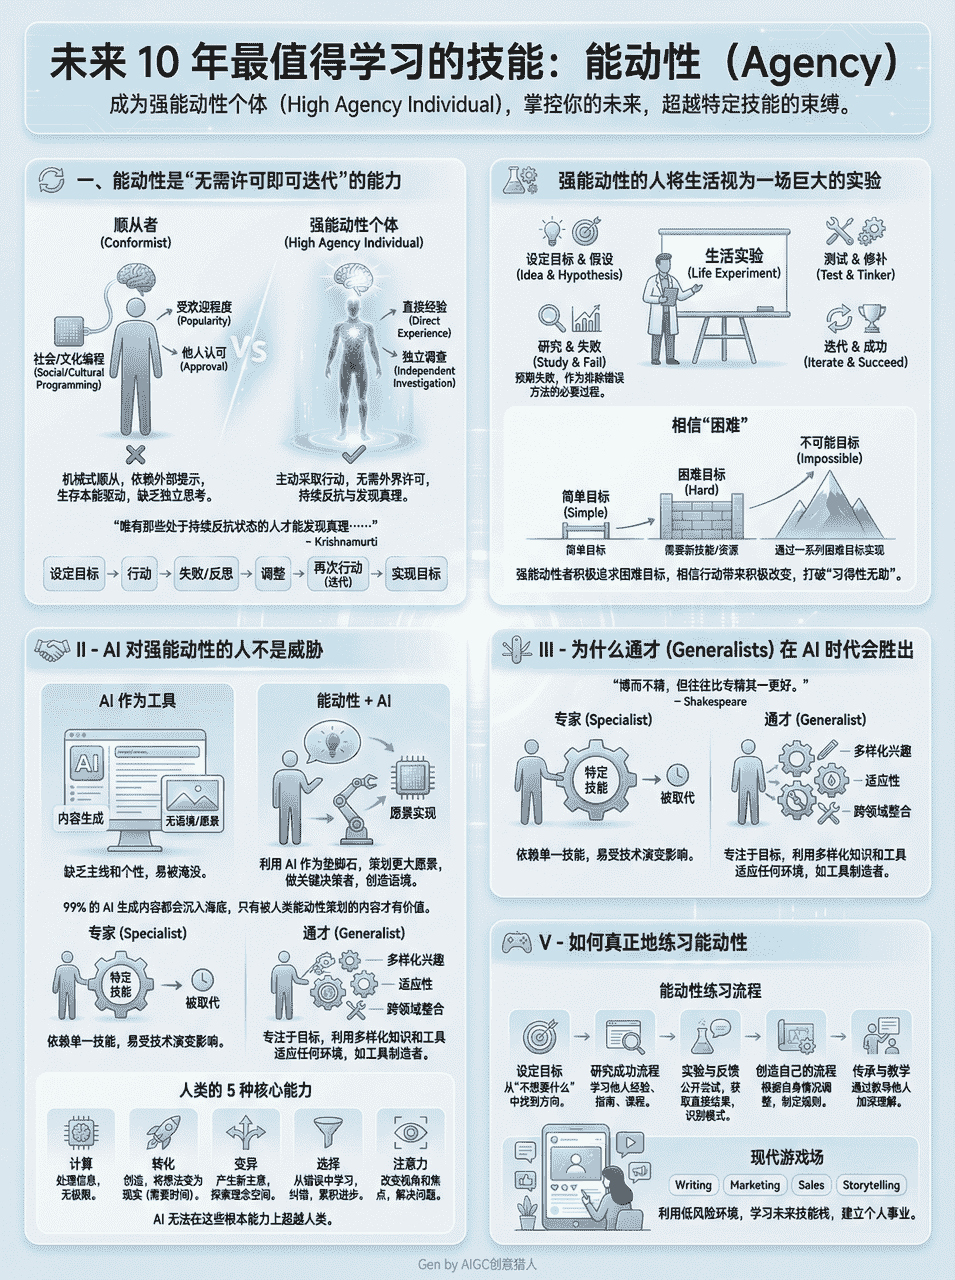 未来 10 年最值得学习的技能：能动性（Agency）
成为强能动性个体（High Agency Individual），掌控你的未来，超越特定技能的束缚。
一、能动性是“无需许可即可迭代”的能力
顺从者
(Conformist)
受欢迎程度
(Popularity)
他人认可
(Approval)
社会/文化编程
(Social/Cultural
Programming)
机械式顺从，依赖外部提示，
生存本能驱动，缺乏独立思考。
VS
强能动性个体
(High Agency Individual)
直接经验
(Direct
Experience)
独立调查
(Independent
Investigation)
主动采取行动，无需外界许可，
持续反抗与发现真理。
“唯有那些处于持续反抗状态的人才能发现真理……”
– Krishnamurti
设定目标
行动
失败/反思
调整
再次行动
(迭代)
实现目标
强能动性的人将生活视为一场巨大的实验
设定目标 & 假设
(Idea & Hypothesis)
生活实验
(Life Experiment)
测试 & 修补
(Test & Tinker)
研究 & 失败
(Study & Fail)
预期失败，作为排除错误
方法的必要过程。
迭代 & 成功
(Iterate & Succeed)
相信“困难”
简单目标
(Simple)
困难目标
(Hard)
不可能目标
(Impossible)
简单目标
需要新技能/资源
通过一系列困难目标实现
强能动性者积极追求困难目标，相信行动带来积极改变，打破“习得性无助”。
II - AI 对强能动性的人不是威胁
AI 作为工具
AI
内容生成
无语境/愿景
缺乏主线和个性，易被淹没。
能动性 + AI
愿景实现
利用 AI 作为垫脚石，策划更大愿景，
做关键决策者，创造语境。
99% 的 AI 生成内容都会沉入海底，只有被人类能动性策划的内容才有价值。
专家 (Specialist)
特定
技能
被取代
依赖单一技能，易受技术演变影响。
通才 (Generalist)
多样化兴趣
适应性
跨领域整合
专注于目标，利用多样化知识和工具
适应任何环境，如工具制造者。
人类的 5 种核心能力
计算
处理信息，
无极限。
转化
创造，将想法变为
现实 (需要时间)。
变异
产生新主意，
探索理念空间。
选择
从错误中学习，
纠错，累积进步。
注意力
改变视角和焦
点，解决问题。
AI 无法在这些根本能力上超越人类。
III - 为什么通才 (Generalists) 在 AI 时代会胜出
“博而不精，但往往比专精其一更好。”
– Shakespeare
专家 (Specialist)
特定
技能
被取代
依赖单一技能，易受技术演变影响。
通才 (Generalist)
多样化兴趣
适应性
跨领域整合
专注于目标，利用多样化知识和工具
适应任何环境，如工具制造者。
V - 如何真正地练习能动性
能动性练习流程
设定目标
从“不想要什么”
中找到方向。
研究成功流程
学习他人经验、
指南、课程。
实验与反馈
公开尝试，获
取直接结果，
识别模式。
创造自己的流程
根据自身情况调
整，制定规则。
传承与教学
通过教导他人
加深理解。
现代游戏场
Writing
Marketing
Sales
Storytelling
利用低风险环境，学习未来技能栈，建立个人事业。
Gen by AIGC创意猎人